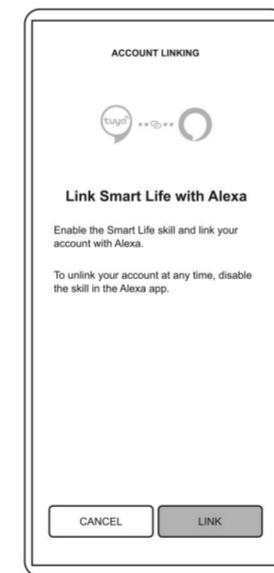 ACCOUNT LINKING
tuya
Link Smart Life with Alexa
Enable the Smart Life skill and link your
account with Alexa.
To unlink your account at any time, disable
the skill in the Alexa app.
CANCEL
LINK